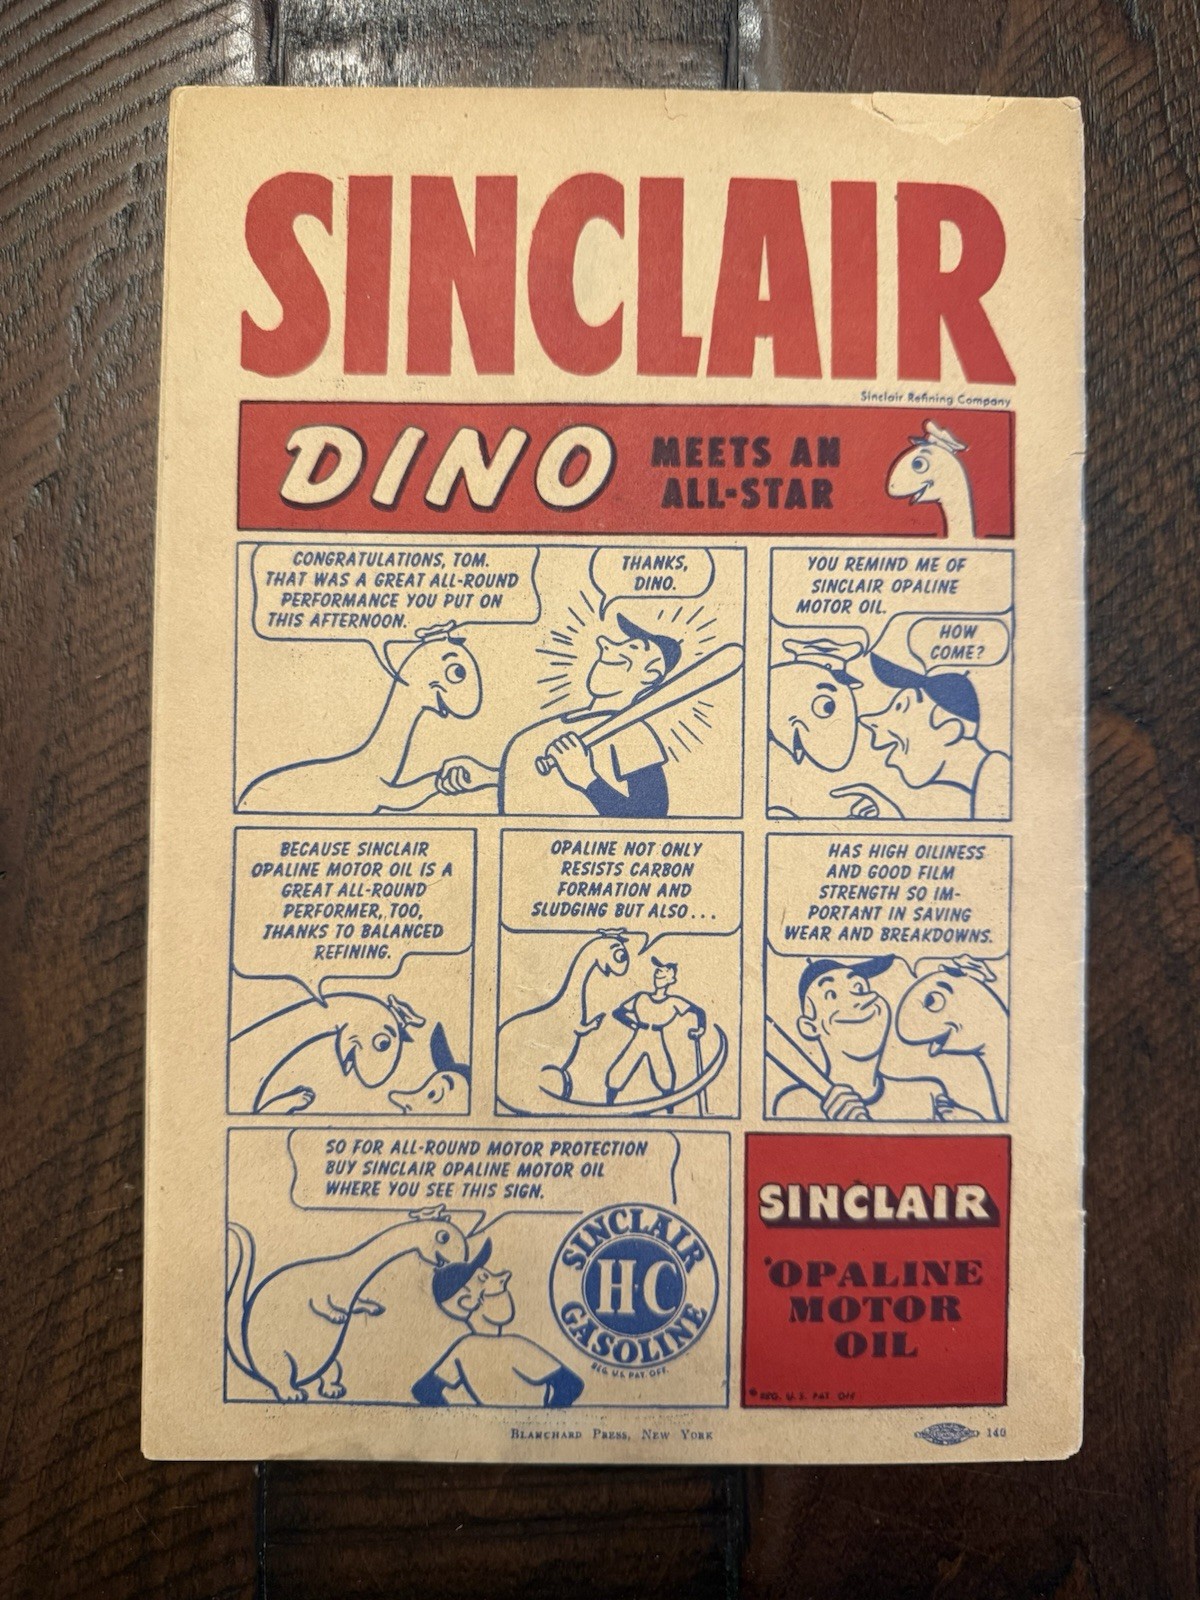 SINCLAIR
Sinclair Refining Company
DINO
MEETS AN
ALL-STAR
CONGRATULATIONS, TOM.
THAT WAS A GREAT ALL-ROUND
PERFORMANCE YOU PUT ON
THIS AFTERNOON.
THANKS,
DINO.
YOU REMIND ME OF
SINCLAIR OPALINE
MOTOR OIL.
HOW
COME?
BECAUSE SINCLAIR
OPALINE MOTOR OIL IS A
GREAT ALL-ROUND
PERFORMER, TOO,
THANKS TO BALANCED
REFINING.
OPALINE NOT ONLY
RESISTS CARBON
FORMATION AND
SLUDGING BUT ALSO...
HAS HIGH OILINESS
AND GOOD FILM
STRENGTH SO IM-
PORTANT IN SAVING
WEAR AND BREAKDOWNS.
SO FOR ALL-ROUND MOTOR PROTECTION
BUY SINCLAIR OPALINE MOTOR OIL
WHERE YOU SEE THIS SIGN.
SINCLAIR
H-C
GASOLINE
REG. U.S. PAT. OFF.
SINCLAIR
OPALINE
MOTOR
OIL
REG. U. S. PAT. OFF
BLANCHARD PRESS, NEW YORK
140